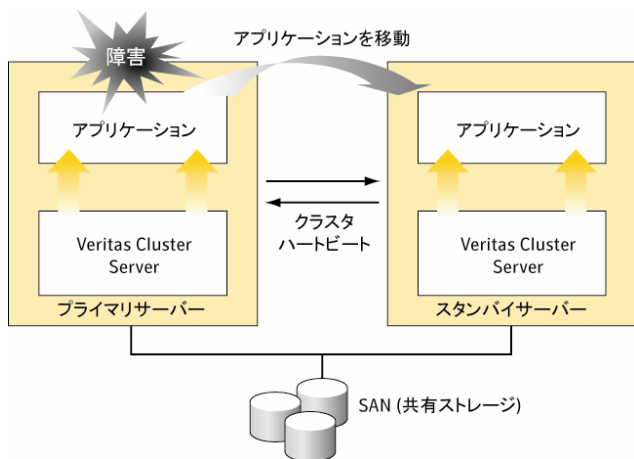 アプリケーションを移動
障害
アプリケーション
アプリケーション
クラスタ
ハートビート
Veritas Cluster
Server
Veritas Cluster
Server
プライマリサーバー
スタンバイサーバー
SAN (共有ストレージ)